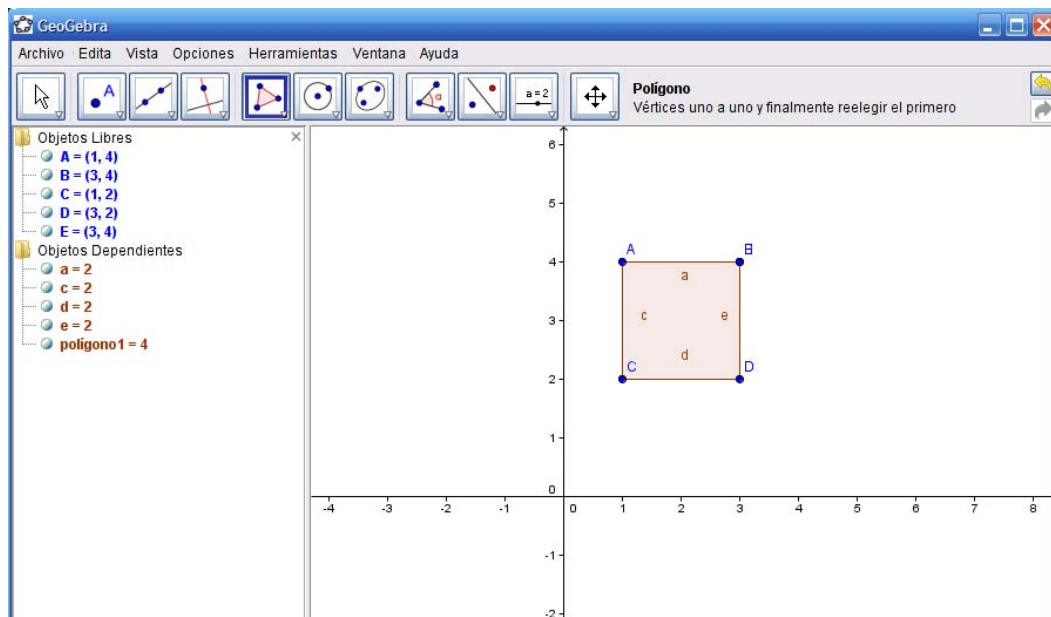 GeoGebra
Archivo Edita Vista Opciones Herramientas Ventana Ayuda
A
α
a = 2
Polígono
Vértices uno a uno y finalmente reelegir el primero
Objetos Libres
A = (1, 4)
B = (3, 4)
C = (1, 2)
D = (3, 2)
E = (3, 4)
Objetos Dependientes
a = 2
c = 2
d = 2
e = 2
polígono1 = 4
6
5
A B
4
a
3 c e
d
C D
2
1
0
-4 -3 -2 -1 0 1 2 3 4 5 6 7 8
-1
-2